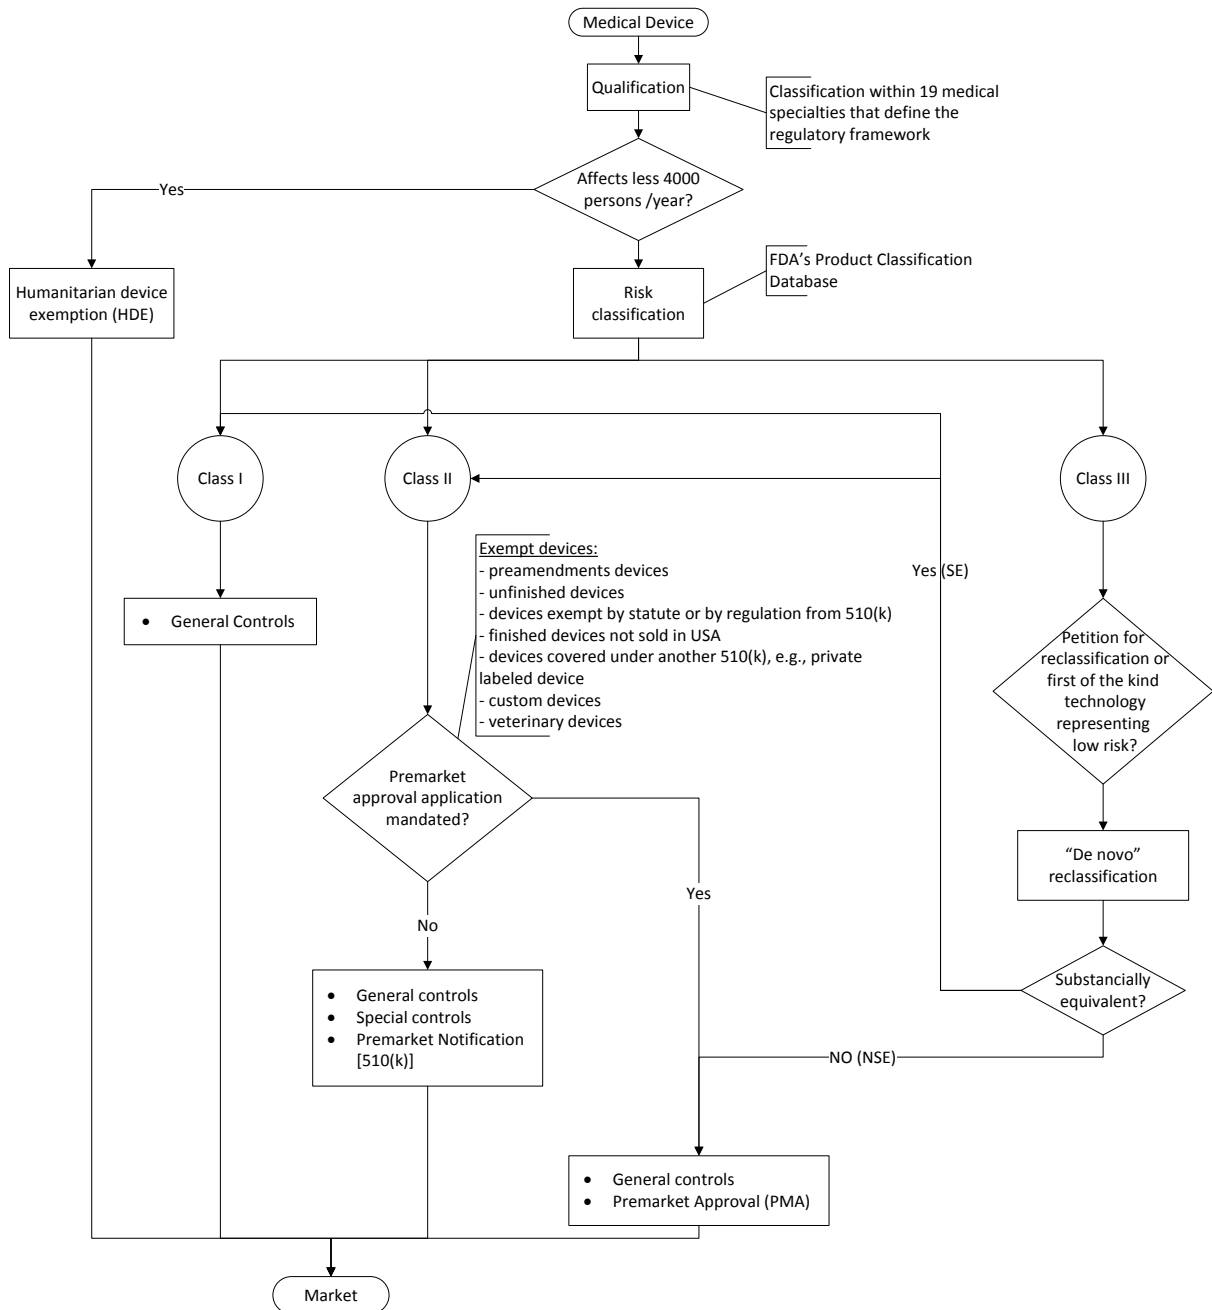 Medical Device
Qualification
Classification within 19 medical
specialties that define the
regulatory framework
Affects less 4000
persons /year?
Yes
Humanitarian device
exemption (HDE)
Risk
classification
FDA's Product Classification
Database
Class I
Class II
Class III
General Controls
Exempt devices:
- preamendments devices
- unfinished devices
- devices exempt by statute or by regulation from 510(k)
- finished devices not sold in USA
- devices covered under another 510(k), e.g., private
labeled device
- custom devices
- veterinary devices
Yes (SE)
Petition for
reclassification or
first of the kind
technology
representing
low risk?
Premarket
approval application
mandated?
"De novo"
reclassification
Yes
No
Substancially
equivalent?
• General controls
• Special controls
• Premarket Notification
[510(k)]
NO (NSE)
• General controls
• Premarket Approval (PMA)
Market